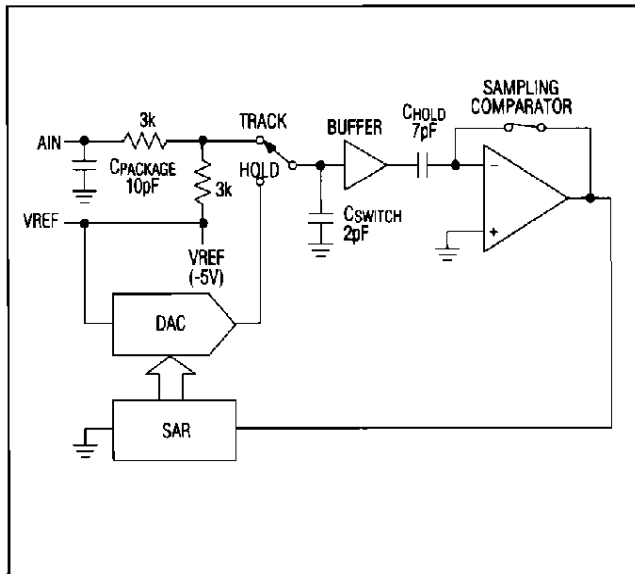 SAMPLING
COMPARATOR
CHOLD
7pF
3k
TRACK
BUFFER
AIN
CPACKAGE
10pF
HOLD
3k
CSWITCH
2pF
VREF
VREF
(-5V)
DAC
SAR
−
+